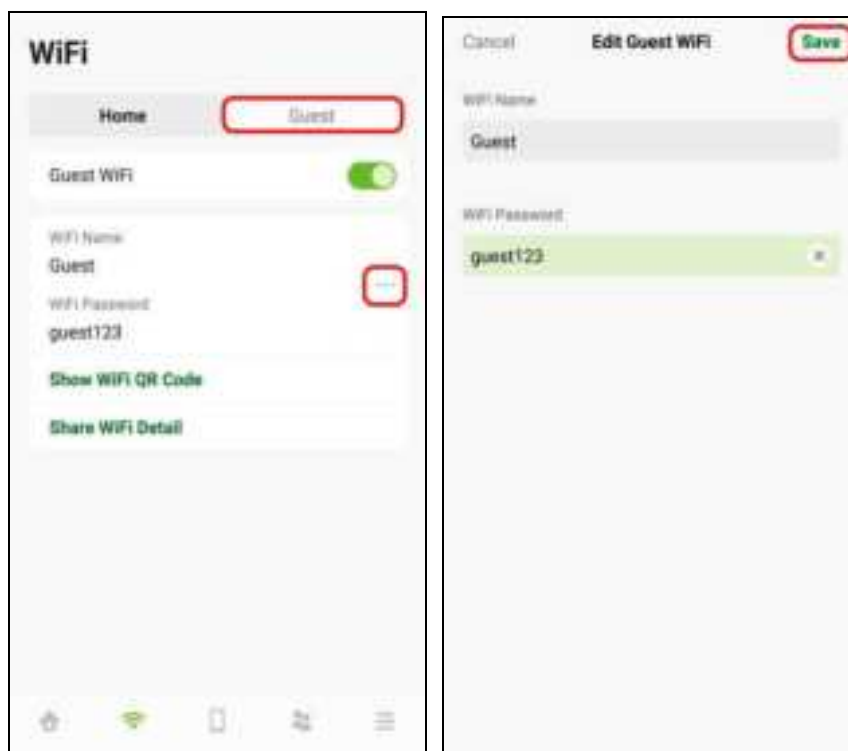 WiFi
Home
Guest
Guest WiFi
WiFi Name
Guest
WiFi Password
guest123
Show WiFi QR Code
Share WiFi Detail
Cancel
Edit Guest WiFi
Save
WiFi Name
Guest
WiFi Password
guest123